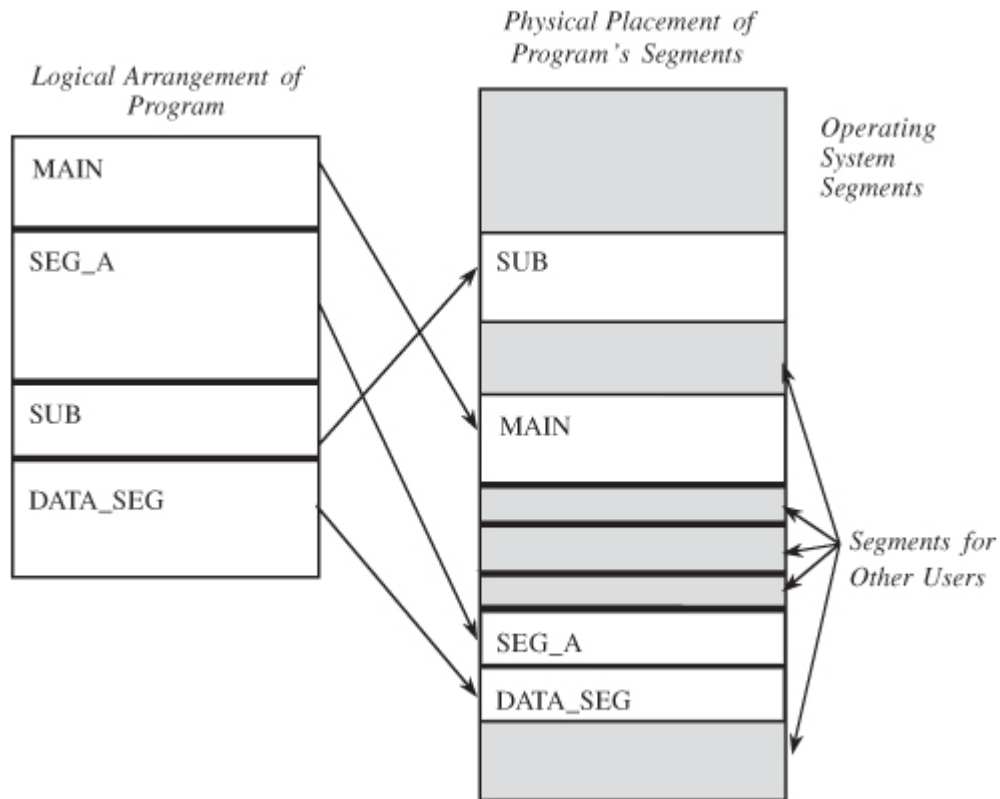 Logical Arrangement of
Program
MAIN
SEG_A
SUB
DATA_SEG
Physical Placement of
Program's Segments
Operating
System
Segments
SUB
MAIN
SEG_A
DATA_SEG
Segments for
Other Users